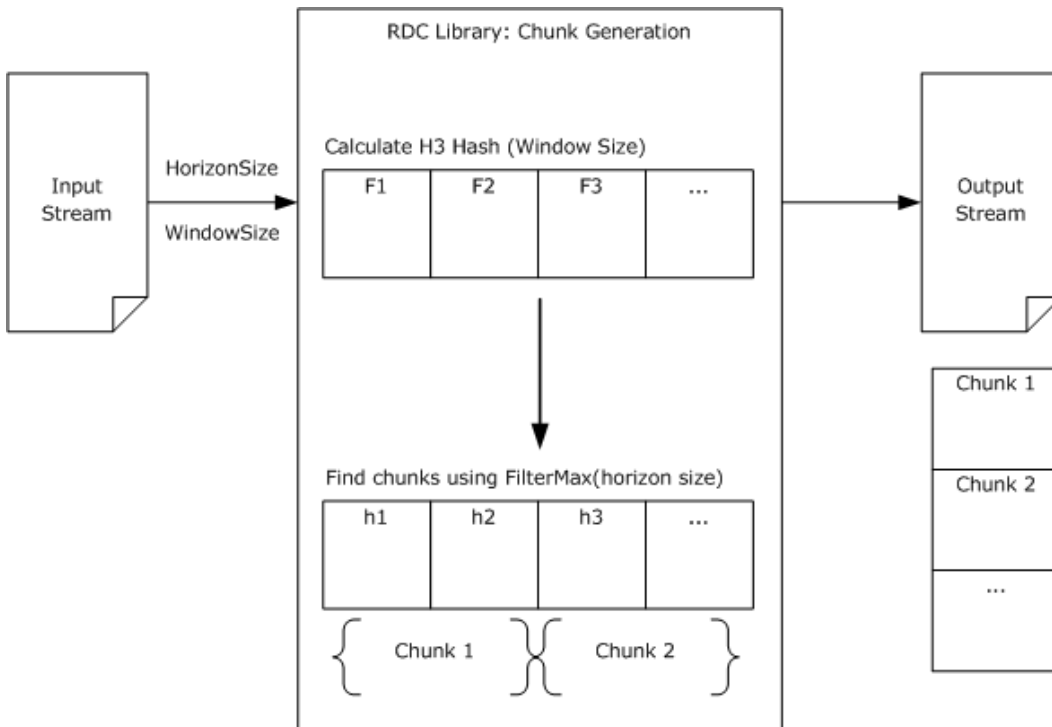 RDC Library: Chunk Generation
Input
Stream
HorizonSize
WindowSize
Calculate H3 Hash (Window Size)
F1 F2 F3 ...
Output
Stream
Find chunks using FilterMax(horizon size)
h1 h2 h3 ...
Chunk 1 Chunk 2
Chunk 1
Chunk 2
...